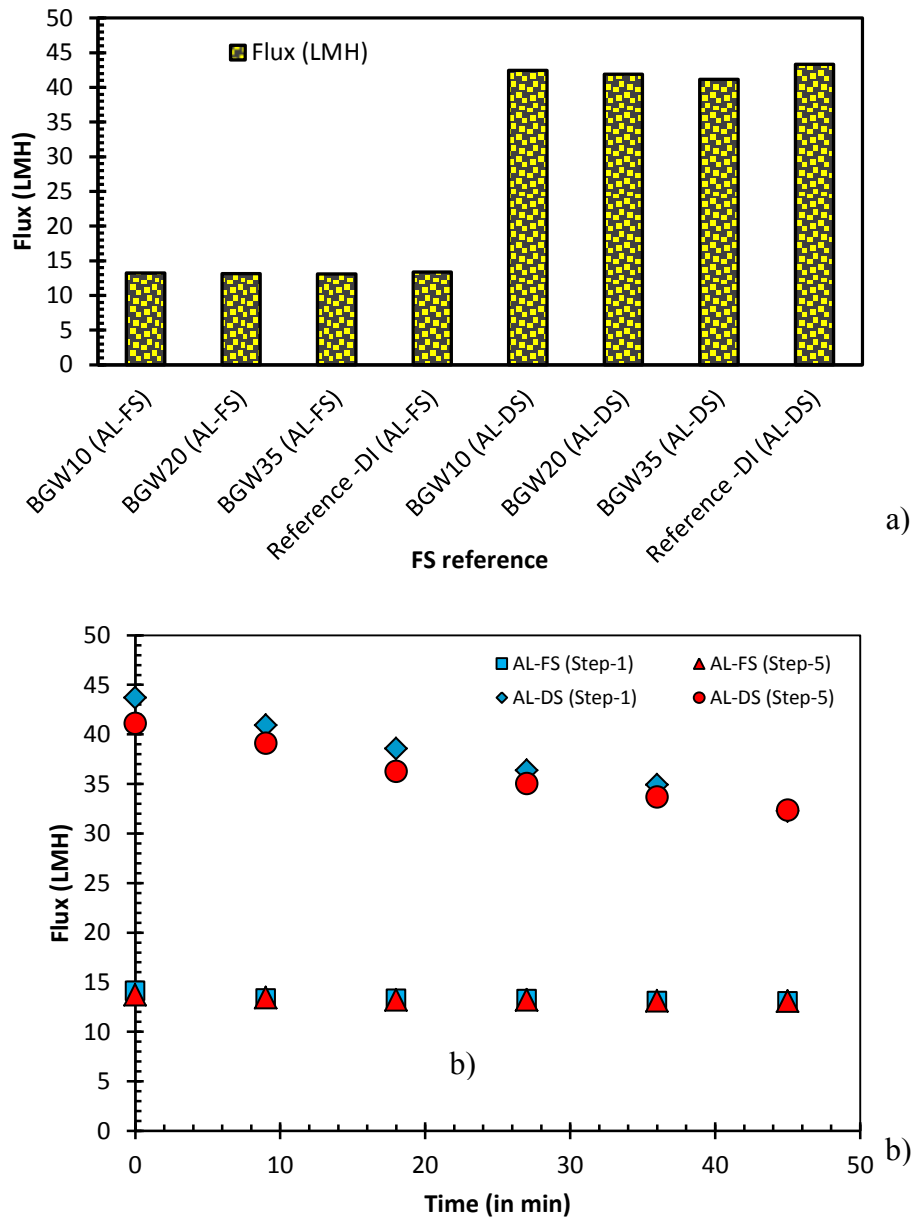 50
45
40
35
30
25
20
15
10
5
0
Flux (LMH)
Flux (LMH)
BGW10 (AL-FS)
BGW20 (AL-FS)
BGW35 (AL-FS)
Reference -DI (AL-FS)
BGW10 (AL-DS)
BGW20 (AL-DS)
BGW35 (AL-DS)
Reference -DI (AL-DS)
FS reference
a)
50
45
40
35
30
25
20
15
10
5
0
Flux (LMH)
AL-FS (Step-1)
AL-FS (Step-5)
AL-DS (Step-1)
AL-DS (Step-5)
b)
0 10 20 30 40 50
Time (in min)
b)